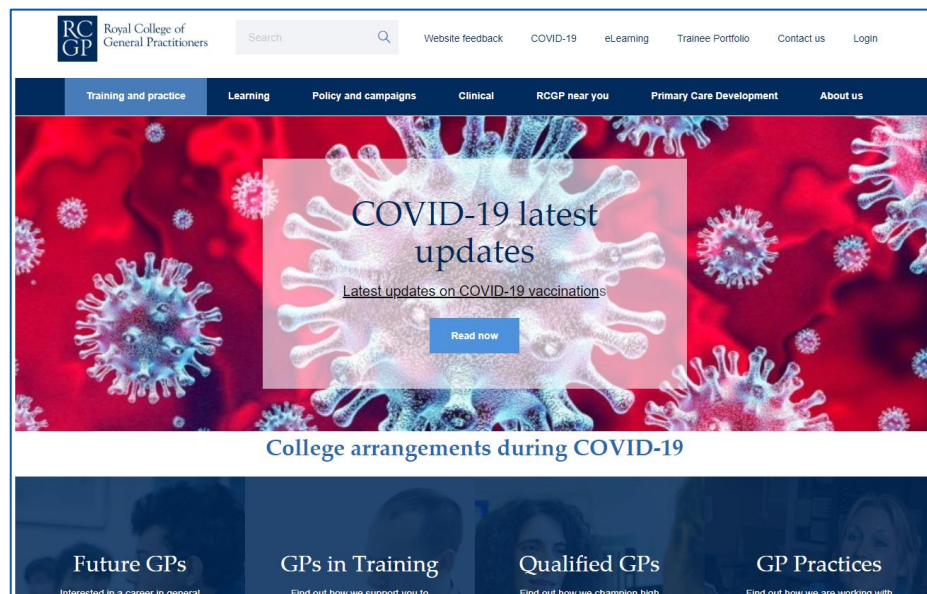 RC
GP
Royal College of
General Practitioners
Search
Website feedback
COVID-19
eLearning
Trainee Portfolio
Contact us
Login
Training and practice
Learning
Policy and campaigns
Clinical
RCGP near you
Primary Care Development
About us
COVID-19 latest
updates
Latest updates on COVID-19 vaccinations
Read now
College arrangements during COVID-19
Future GPs
GPs in Training
Qualified GPs
GP Practices
Interested in a career in general
Find out how we support you to
Find out how we champion high
Find out how we are working with